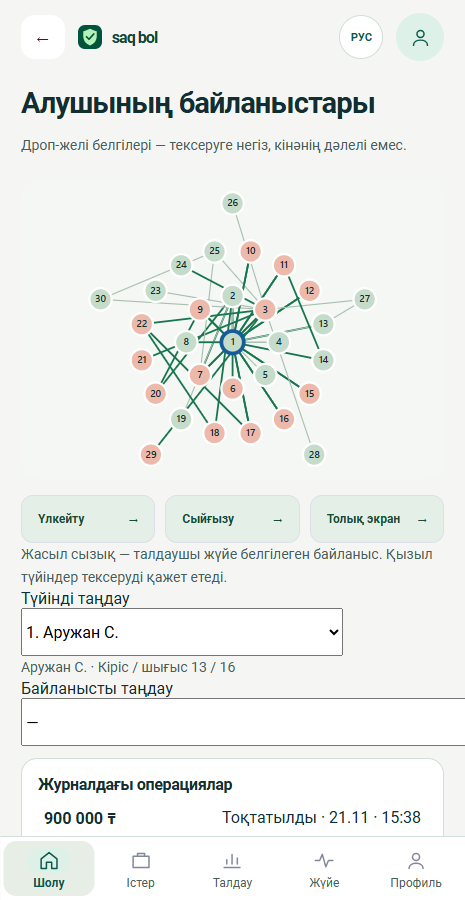 ←
saq bol
РУС
Алушының байланыстары
Дроп-желі белгілері — тексеруге негіз, кінәнің дәлелі емес.
26
25
10
24
11
23
2
12
30
27
9
3
22
13
8
1
4
21
14
7
5
20
6
15
19
16
18
17
29
28
Үлкейту →
Сыйғызу →
Толық экран →
Жасыл сызық — талдаушы жүйе белгілеген байланыс. Қызыл
түйіндер тексеруді қажет етеді.
Түйінді таңдау
1. Аружан С.
Аружан С. · Кіріс / шығыс 13 / 16
Байланысты таңдау
—
Журналдағы операциялар
900 000 ₸ Тоқтатылды · 21.11 · 15:38
Шолу Істер Талдау Жүйе Профиль